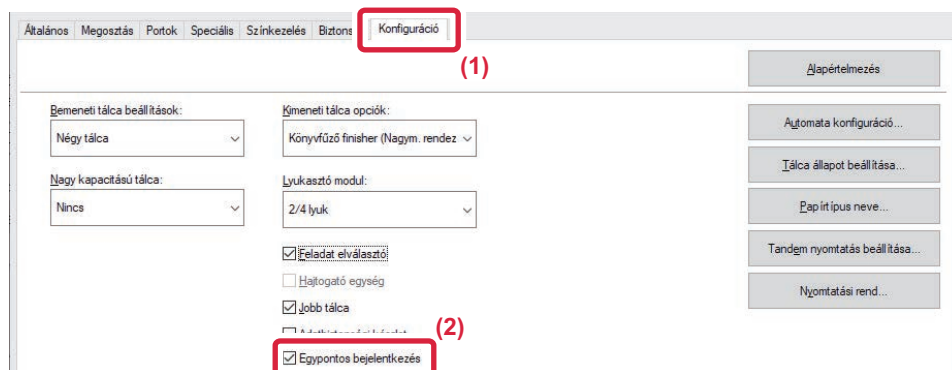 Általános Megosztás Portok Speciális Színkezelés Biztons Konfiguráció
(1)
Alapértelmezés
Bemeneti tálca beállítások:
Kimeneti tálca opciók:
Négy tálca
Könyvfűző finisher (Nagym. rendez
Automata konfiguráció...
Tálca állapot beállítása...
Nagy kapacitású tálca:
Lyukasztó modul:
Nincs
2/4 lyuk
Papírtípus neve...
Tandem nyomtatás beállítása...
Feladat elválasztó
Hajtogató egység
Nyomtatási rend...
Jobb tálca
(2)
Egypontos bejelentkezés